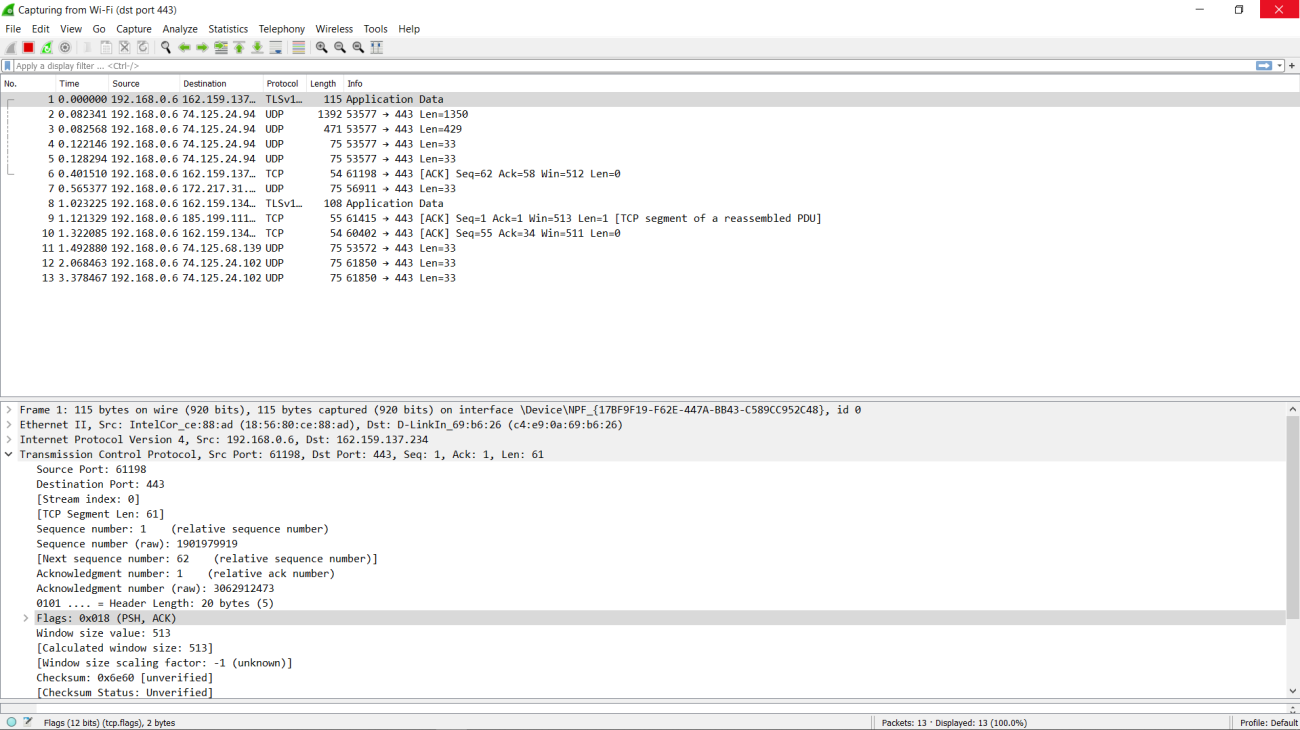 Capturing from Wi-Fi (dst port 443)
File Edit View Go Capture Analyze Statistics Telephony Wireless Tools Help
Apply a display filter ... <Ctrl-/>
No. Time Source Destination Protocol Length Info
1 0.000000 192.168.0.6 162.159.137… TLSv1… 115 Application Data
2 0.082341 192.168.0.6 74.125.24.94 UDP 1392 53577 → 443 Len=1350
3 0.082568 192.168.0.6 74.125.24.94 UDP 471 53577 → 443 Len=429
4 0.122146 192.168.0.6 74.125.24.94 UDP 75 53577 → 443 Len=33
5 0.128294 192.168.0.6 74.125.24.94 UDP 75 53577 → 443 Len=33
6 0.401510 192.168.0.6 162.159.137… TCP 54 61198 → 443 [ACK] Seq=62 Ack=58 Win=512 Len=0
7 0.565377 192.168.0.6 172.217.31.… UDP 75 56911 → 443 Len=33
8 1.023225 192.168.0.6 162.159.134… TLSv1… 108 Application Data
9 1.121329 192.168.0.6 185.199.111… TCP 55 61415 → 443 [ACK] Seq=1 Ack=1 Win=513 Len=1 [TCP segment of a reassembled PDU]
10 1.322085 192.168.0.6 162.159.134… TCP 54 60402 → 443 [ACK] Seq=55 Ack=34 Win=511 Len=0
11 1.492880 192.168.0.6 74.125.68.139 UDP 75 53572 → 443 Len=33
12 2.068463 192.168.0.6 74.125.24.102 UDP 75 61850 → 443 Len=33
13 3.378467 192.168.0.6 74.125.24.102 UDP 75 61850 → 443 Len=33
Frame 1: 115 bytes on wire (920 bits), 115 bytes captured (920 bits) on interface \Device\NPF_{17BF9F19-F62E-447A-BB43-C589CC952C48}, id 0
Ethernet II, Src: IntelCor_ce:88:ad (18:56:80:ce:88:ad), Dst: D-LinkIn_69:b6:26 (c4:e9:0a:69:b6:26)
Internet Protocol Version 4, Src: 192.168.0.6, Dst: 162.159.137.234
Transmission Control Protocol, Src Port: 61198, Dst Port: 443, Seq: 1, Ack: 1, Len: 61
Source Port: 61198
Destination Port: 443
[Stream index: 0]
[TCP Segment Len: 61]
Sequence number: 1 (relative sequence number)
Sequence number (raw): 1901979919
[Next sequence number: 62 (relative sequence number)]
Acknowledgment number: 1 (relative ack number)
Acknowledgment number (raw): 3062912473
0101 .... = Header Length: 20 bytes (5)
Flags: 0x018 (PSH, ACK)
Window size value: 513
[Calculated window size: 513]
[Window size scaling factor: -1 (unknown)]
Checksum: 0x6e60 [unverified]
[Checksum Status: Unverified]
Flags (12 bits) (tcp.flags), 2 bytes
Packets: 13 · Displayed: 13 (100.0%)
Profile: Default